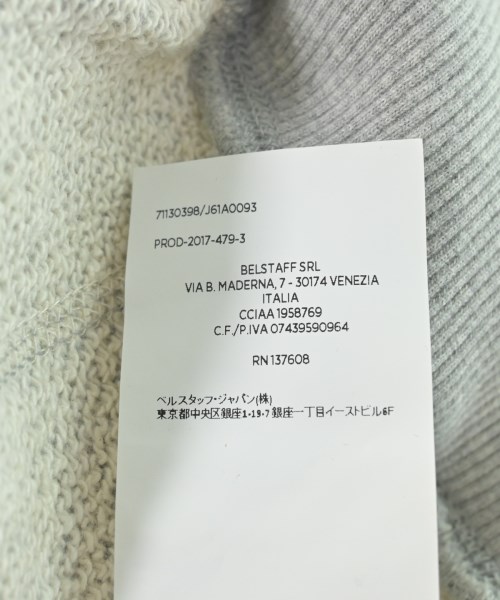 71130398/J61A0093
PROD-2017-479-3
BELSTAFF SRL
VIA B. MADERNA, 7 - 30174 VENEZIA
ITALIA
CCIAA 1958769
C.F./P.IVA 07439590964
RN 137608
ベルスタッフ・ジャパン(株)
東京都中央区銀座1-19-7 銀座一丁目イーストビル6F